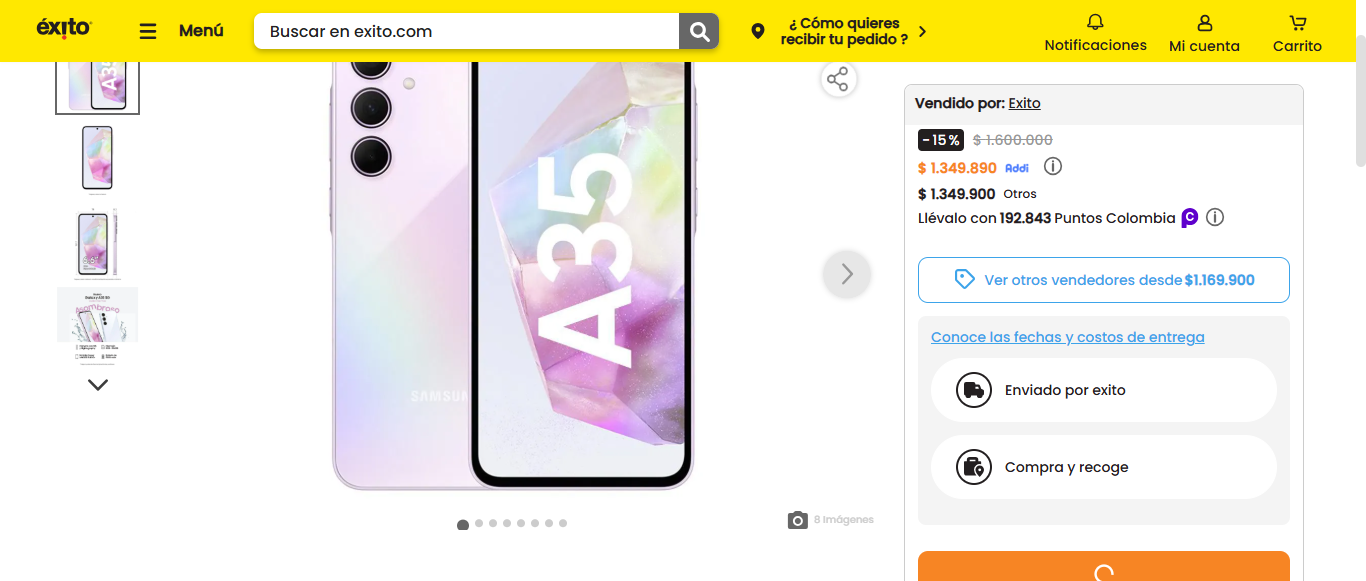 éxito
Menú
Buscar en exito.com
¿ Cómo quieres
recibir tu pedido ?
Notificaciones
Mi cuenta
Carrito
A35
A35
SAMSUN
8 Imágenes
Vendido por: Exito
- 15 %
$ 1.600.000
$ 1.349.890 Addi
$ 1.349.900 Otros
Llévalo con 192.843 Puntos Colombia
Ver otros vendedores desde $1.169.900
Conoce las fechas y costos de entrega
Enviado por exito
Compra y recoge